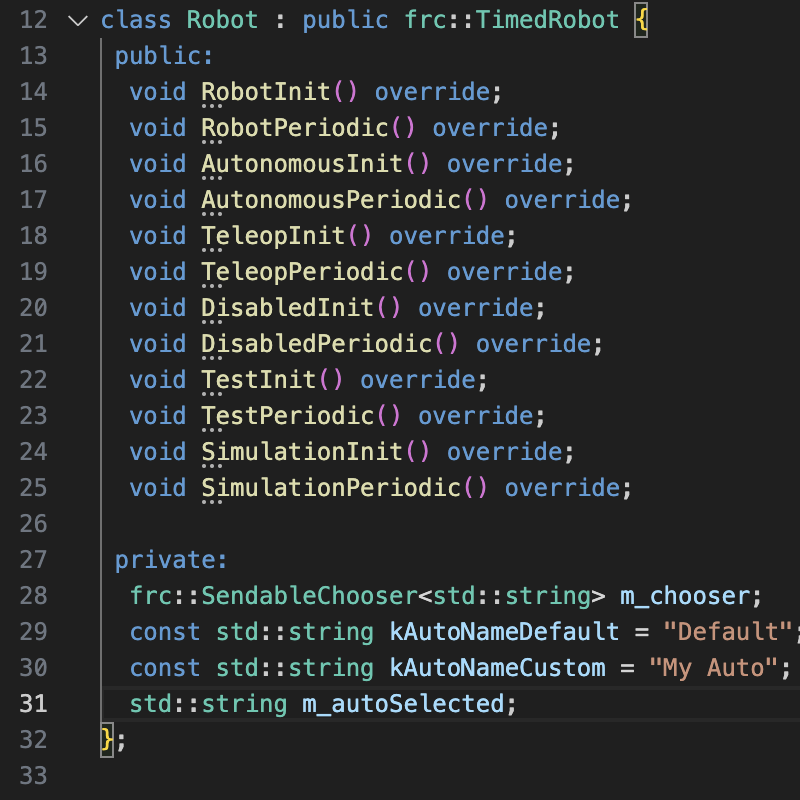 12 class Robot : public frc::TimedRobot {
13 public:
14 void RobotInit() override;
15 void RobotPeriodic() override;
16 void AutonomousInit() override;
17 void AutonomousPeriodic() override;
18 void TeleopInit() override;
19 void TeleopPeriodic() override;
20 void DisabledInit() override;
21 void DisabledPeriodic() override;
22 void TestInit() override;
23 void TestPeriodic() override;
24 void SimulationInit() override;
25 void SimulationPeriodic() override;
26
27 private:
28 frc::SendableChooser<std::string> m_chooser;
29 const std::string kAutoNameDefault = "Default";
30 const std::string kAutoNameCustom = "My Auto";
31 std::string m_autoSelected;
32 };
33